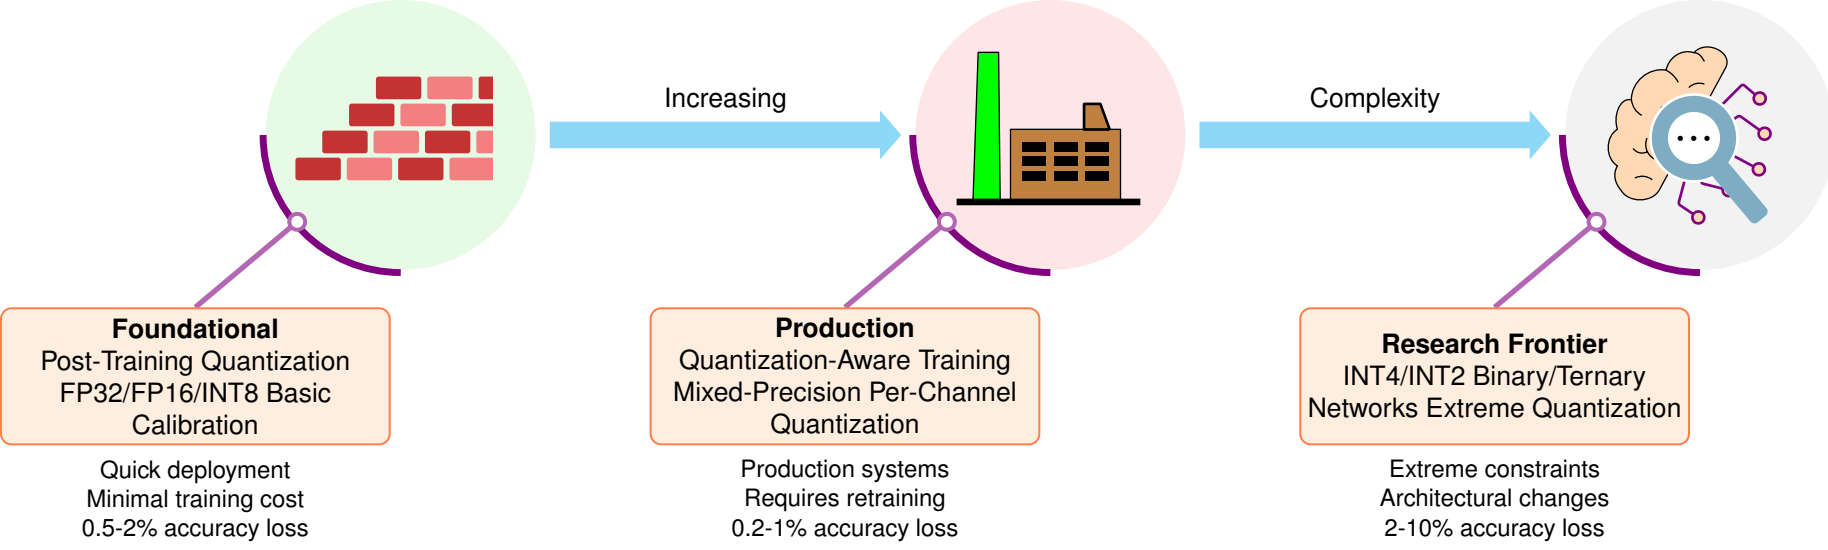 Increasing
Complexity
Foundational
Post-Training Quantization
FP32/FP16/INT8 Basic
Calibration
Quick deployment
Minimal training cost
0.5-2% accuracy loss
Production
Quantization-Aware Training
Mixed-Precision Per-Channel
Quantization
Production systems
Requires retraining
0.2-1% accuracy loss
Research Frontier
INT4/INT2 Binary/Ternary
Networks Extreme Quantization
Extreme constraints
Architectural changes
2-10% accuracy loss